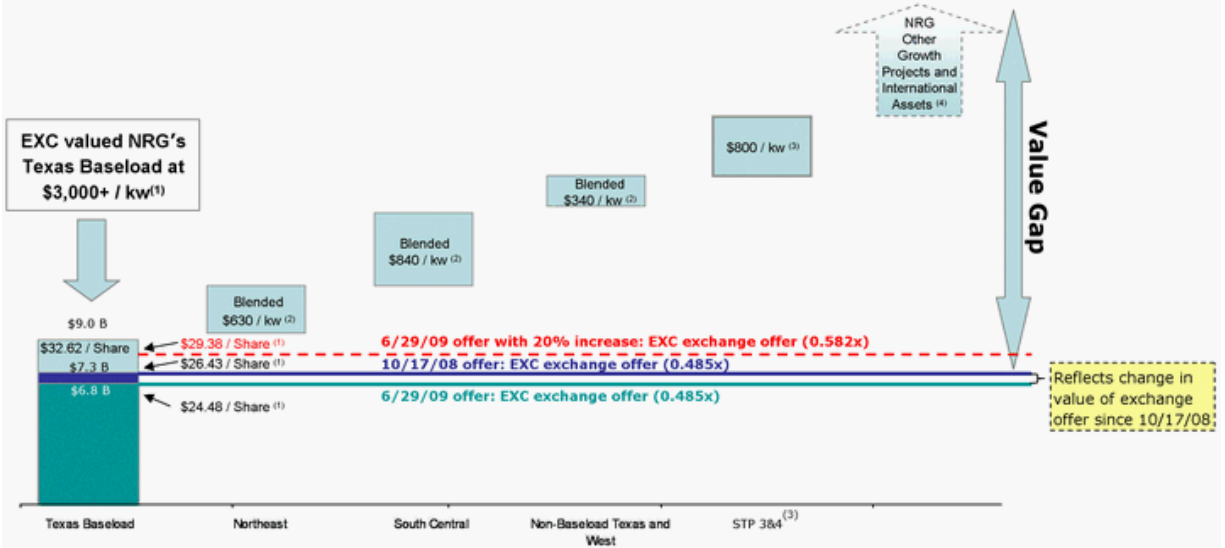 NRG
Other
Growth
Projects and
International
Assets (4)
EXC valued NRG's
Texas Baseload at
$3,000+ / kw(1)
$800 / kw (3)
Blended
$340 / kw (2)
Blended
$840 / kw (2)
Blended
$630 / kw (2)
Value Gap
$9.0 B
$32.62 / Share
$29.38 / Share (1)
6/29/09 offer with 20% increase: EXC exchange offer (0.582x)
$7.3 B
$26.43 / Share (1)
10/17/08 offer: EXC exchange offer (0.485x)
$6.8 B
$24.48 / Share (1)
6/29/09 offer: EXC exchange offer (0.485x)
Reflects change in
value of exchange
offer since 10/17/08
Texas Baseload
Northeast
South Central
Non-Baseload Texas and
West
STP 3&4(3)